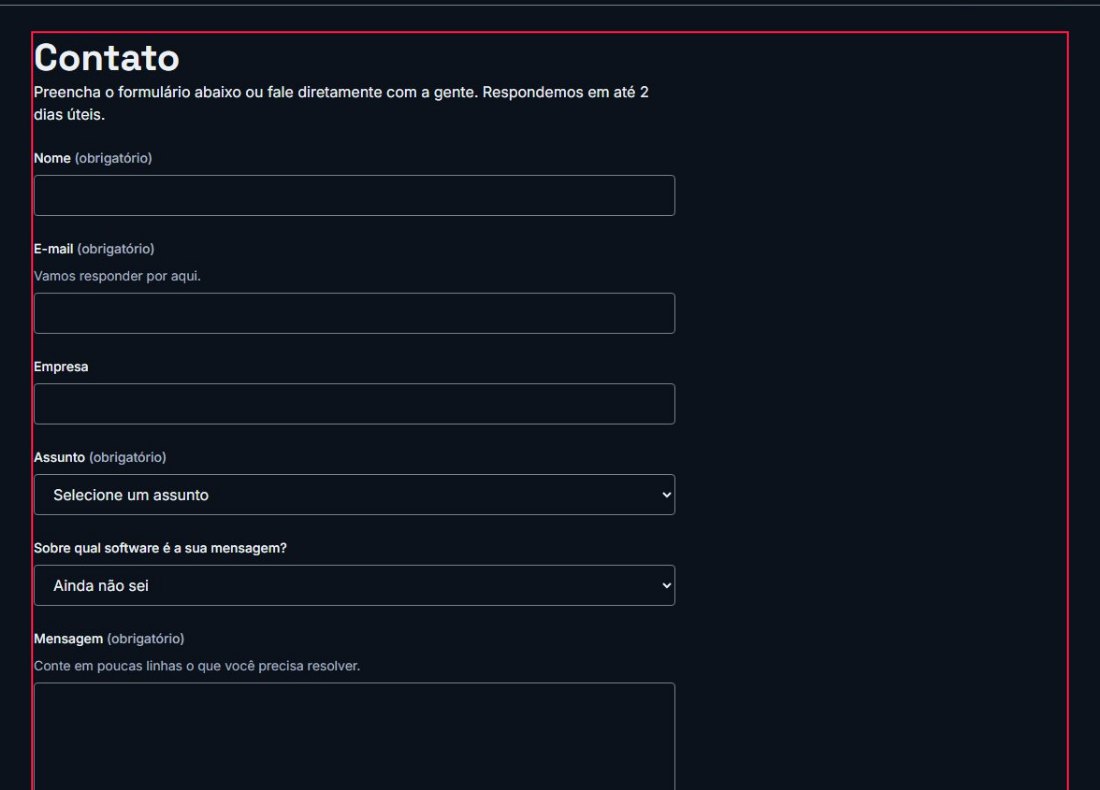 Contato
Preencha o formulário abaixo ou fale diretamente com a gente. Respondemos em até 2
dias úteis.
Nome (obrigatório)
E-mail (obrigatório)
Vamos responder por aqui.
Empresa
Assunto (obrigatório)
Selecione um assunto
Sobre qual software é a sua mensagem?
Ainda não sei
Mensagem (obrigatório)
Conte em poucas linhas o que você precisa resolver.